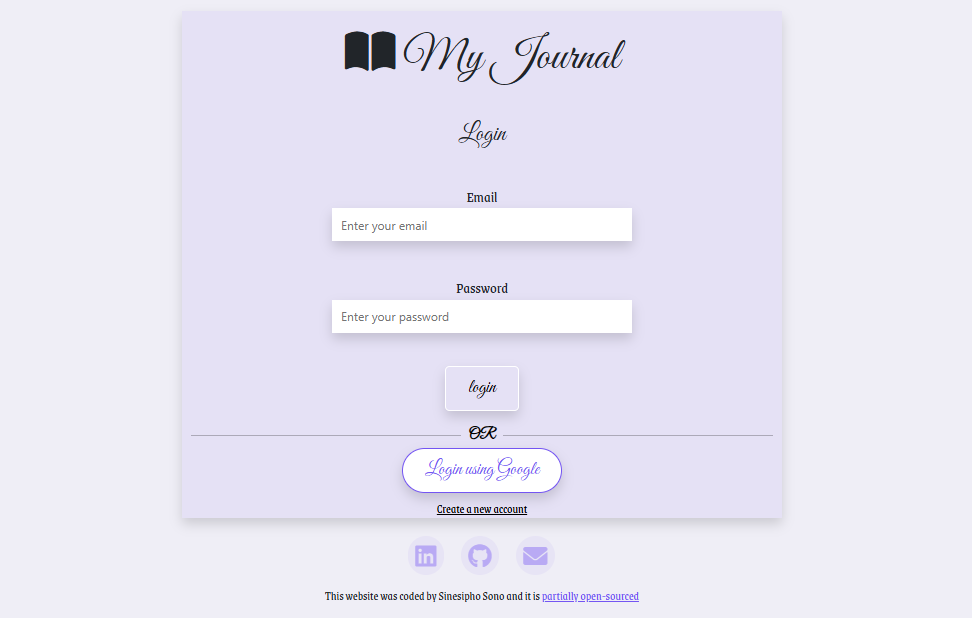 My Journal
Login
Email
Enter your email
Password
Enter your password
login
OR
Login using Google
Create a new account
in
This website was coded by Sinesipho Sono and it is partially open-sourced